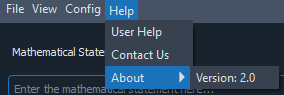 File View Config Help
User Help
Mathematical State
Contact Us
About Version: 2.0
Enter the mathematical statement here...